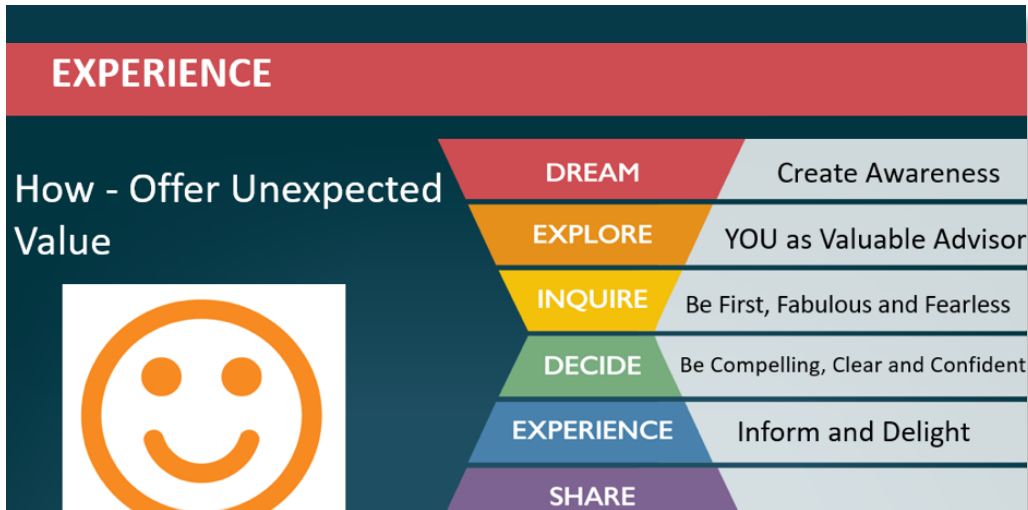 EXPERIENCE
How - Offer Unexpected
Value
DREAM
Create Awareness
EXPLORE
YOU as Valuable Advisor
INQUIRE
Be First, Fabulous and Fearless
DECIDE
Be Compelling, Clear and Confident
EXPERIENCE
Inform and Delight
SHARE